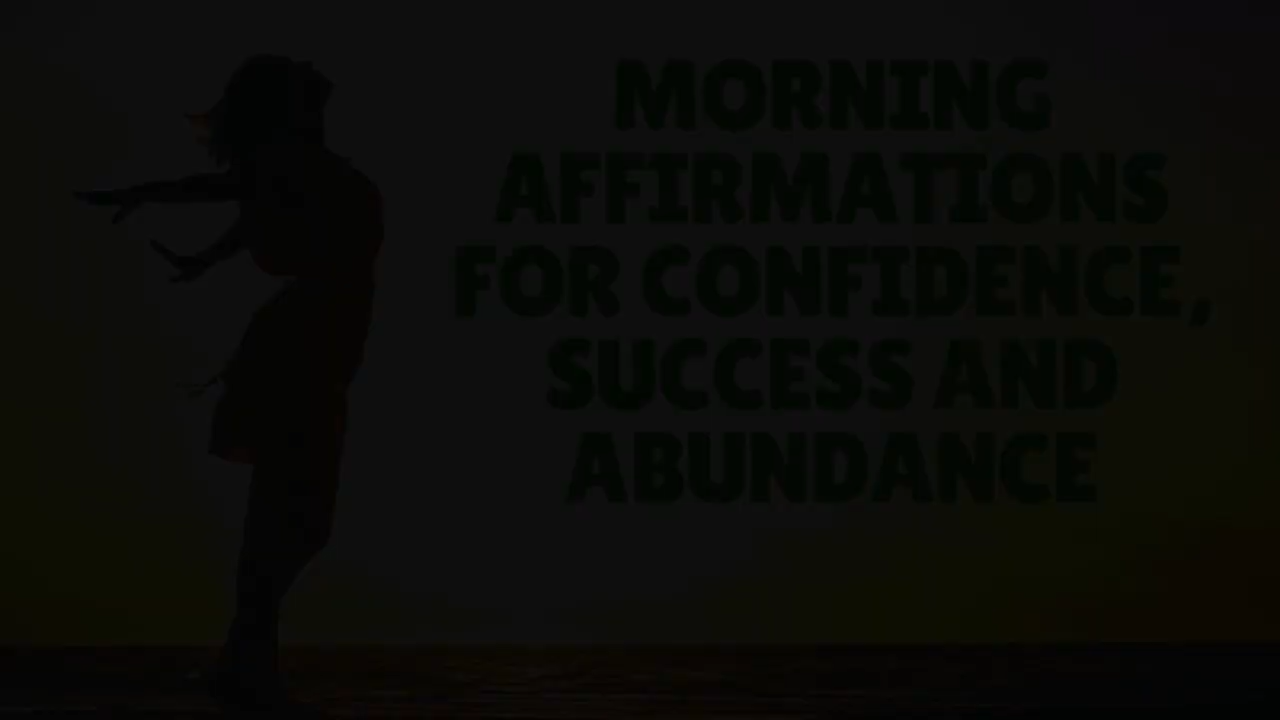 MORNING
AFFIRMATIONS
FOR CONFIDENCE,
SUCCESS AND
ABUNDANCE